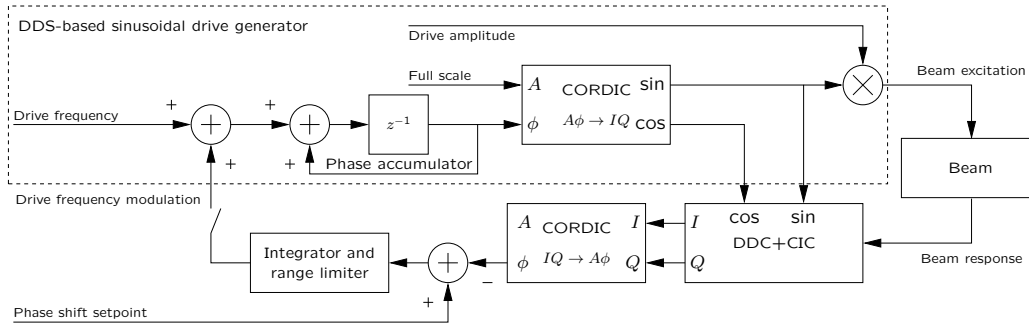 DDS-based sinusoidal drive generator
Drive amplitude
Full scale
A CORDIC sin
Beam excitation
Drive frequency
+ + + + z⁻¹
ϕ Aϕ → IQ cos
+ + Phase accumulator
Beam
Drive frequency modulation
A CORDIC I
I cos sin
DDC+CIC
Integrator and
range limiter
+ − ϕ IQ → Aϕ Q
Q
Beam response
+
Phase shift setpoint